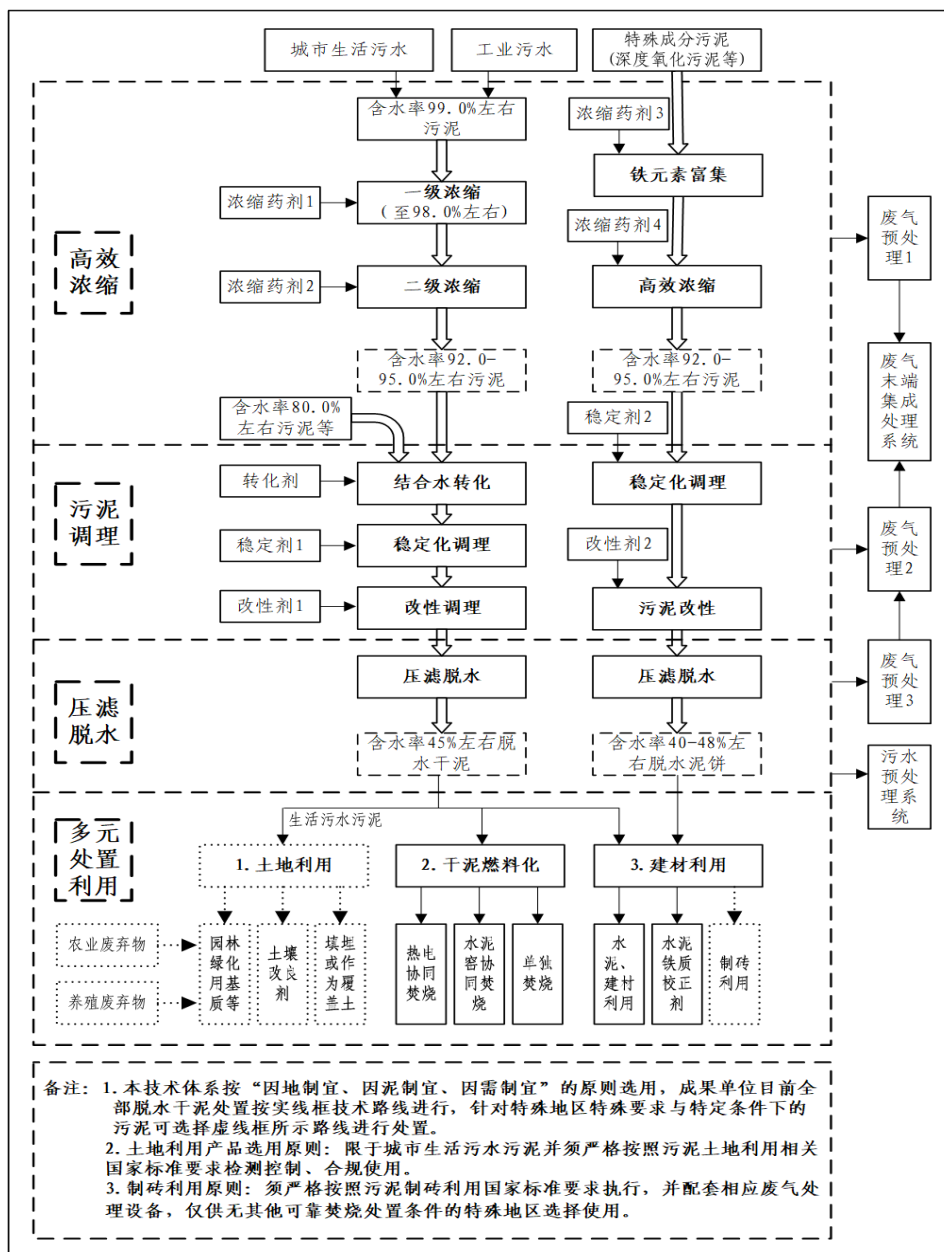 城市生活污水
工业污水
特殊成分污泥
(深度氧化污泥等)
含水率99.0%左右
污泥
浓缩药剂3
铁元素富集
浓缩药剂1
一级浓缩
(至98.0%左右)
浓缩药剂4
废气
预处
理1
高效
浓缩
浓缩药剂2
二级浓缩
高效浓缩
含水率92.0-
95.0%左右污泥
含水率92.0-
95.0%左右污泥
废气
末端
集成
处理
系统
含水率80.0%
左右污泥等
稳定剂2
污泥
调理
转化剂
结合水转化
稳定化调理
稳定剂1
稳定化调理
改性剂2
废气
预处
理2
改性剂1
改性调理
污泥改性
压滤
脱水
压滤脱水
压滤脱水
废气
预处
理3
含水率45%左右脱
水干泥
含水率40-48%左
右脱水泥饼
污水
预处
理系
统
多元
处置
利用
生活污水污泥
1.土地利用
2.干泥燃料化
3.建材利用
农业废弃物
养殖废弃物
园林
绿化
用基
质等
土壤
改良
剂
填埋
或作
为覆
盖土
热电
协同
焚烧
水泥
窑协
同焚
烧
单独
焚烧
水
泥、
建材
利用
水泥
铁质
校正
剂
制砖
利用
备注：1.本技术体系按“因地制宜、因泥制宜、因需制宜”的原则选用，成果单位目前全
部脱水干泥处置按实线框技术路线进行，针对特殊地区特殊要求与特定条件下的
污泥可选择虚线框所示路线进行处置。
2.土地利用产品选用原则：限于城市生活污水污泥并须严格按照污泥土地利用相关
国家标准要求检测控制、合规使用。
3.制砖利用原则：须严格按照污泥制砖利用国家标准要求执行，并配套相应废气处
理设备，仅供无其他可靠焚烧处置条件的特殊地区选择使用。